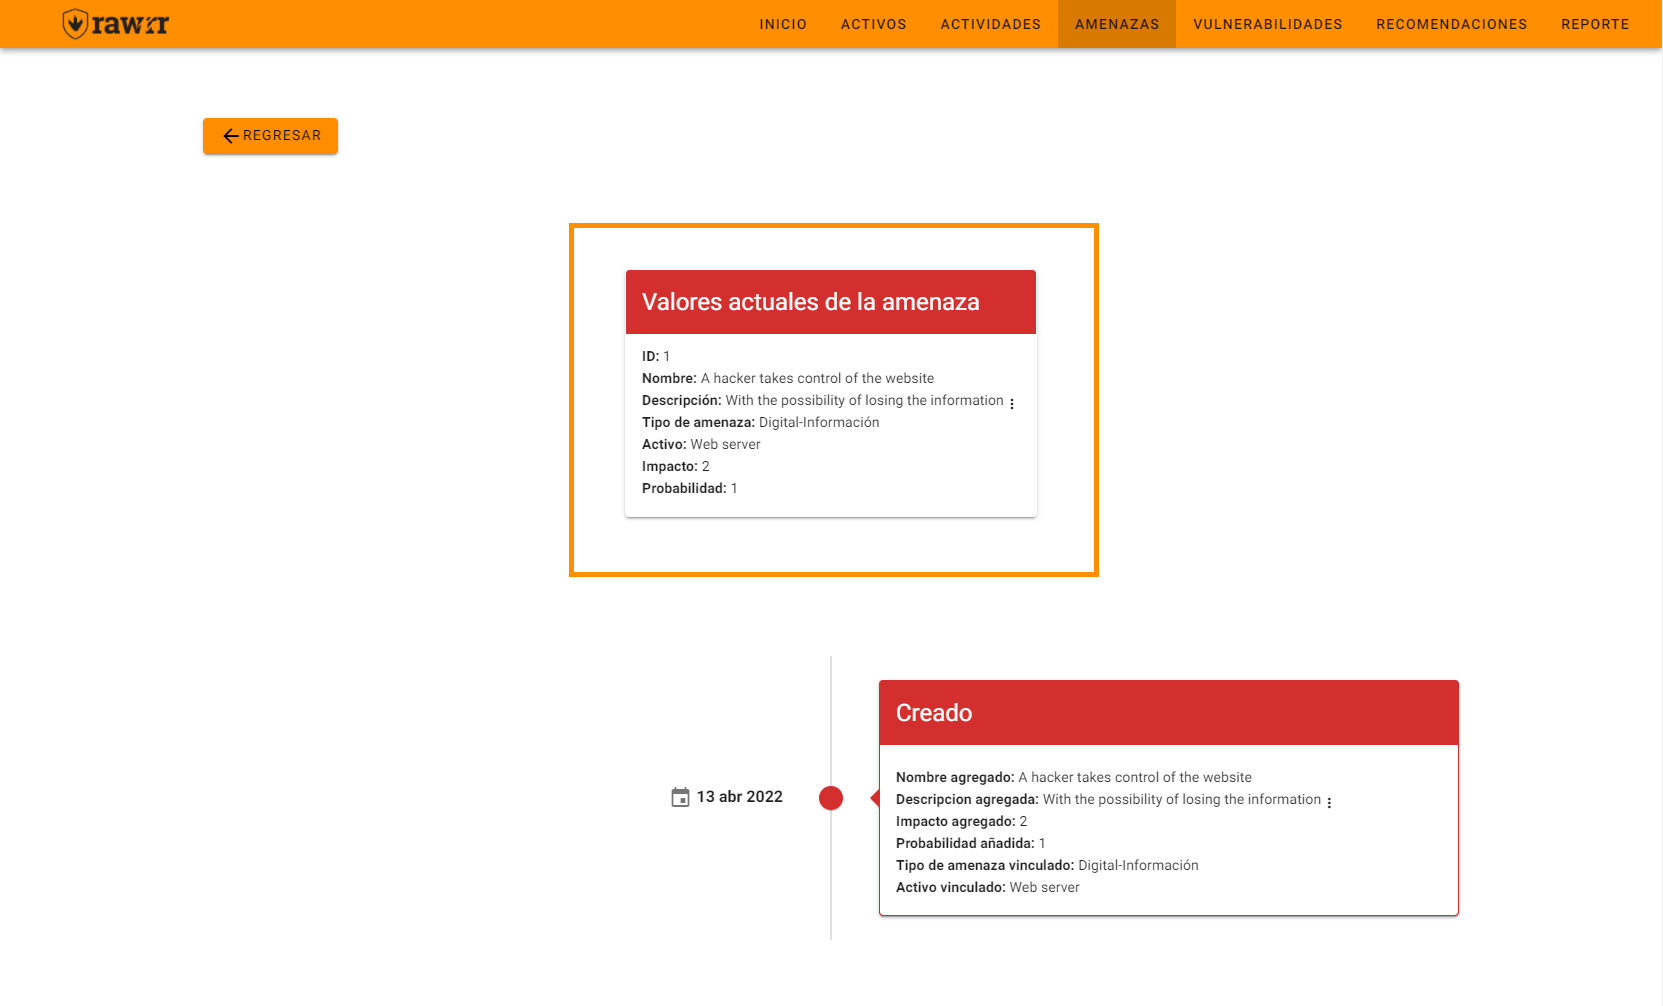 rawrr
INICIO ACTIVOS ACTIVIDADES AMENAZAS VULNERABILIDADES RECOMENDACIONES REPORTE
REGRESAR
Valores actuales de la amenaza
ID: 1
Nombre: A hacker takes control of the website
Descripción: With the possibility of losing the information
Tipo de amenaza: Digital-Información
Activo: Web server
Impacto: 2
Probabilidad: 1
13 abr 2022
Creado
Nombre agregado: A hacker takes control of the website
Descripcion agregada: With the possibility of losing the information
Impacto agregado: 2
Probabilidad añadida: 1
Tipo de amenaza vinculado: Digital-Información
Activo vinculado: Web server